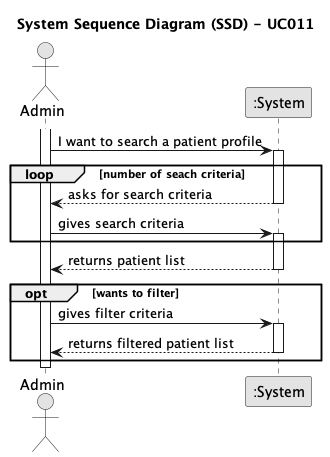 System Sequence Diagram (SSD) - UC011
Admin
:System
I want to search a patient profile
loop [number of seach criteria]
asks for search criteria
gives search criteria
returns patient list
opt [wants to filter]
gives filter criteria
returns filtered patient list
Admin
:System